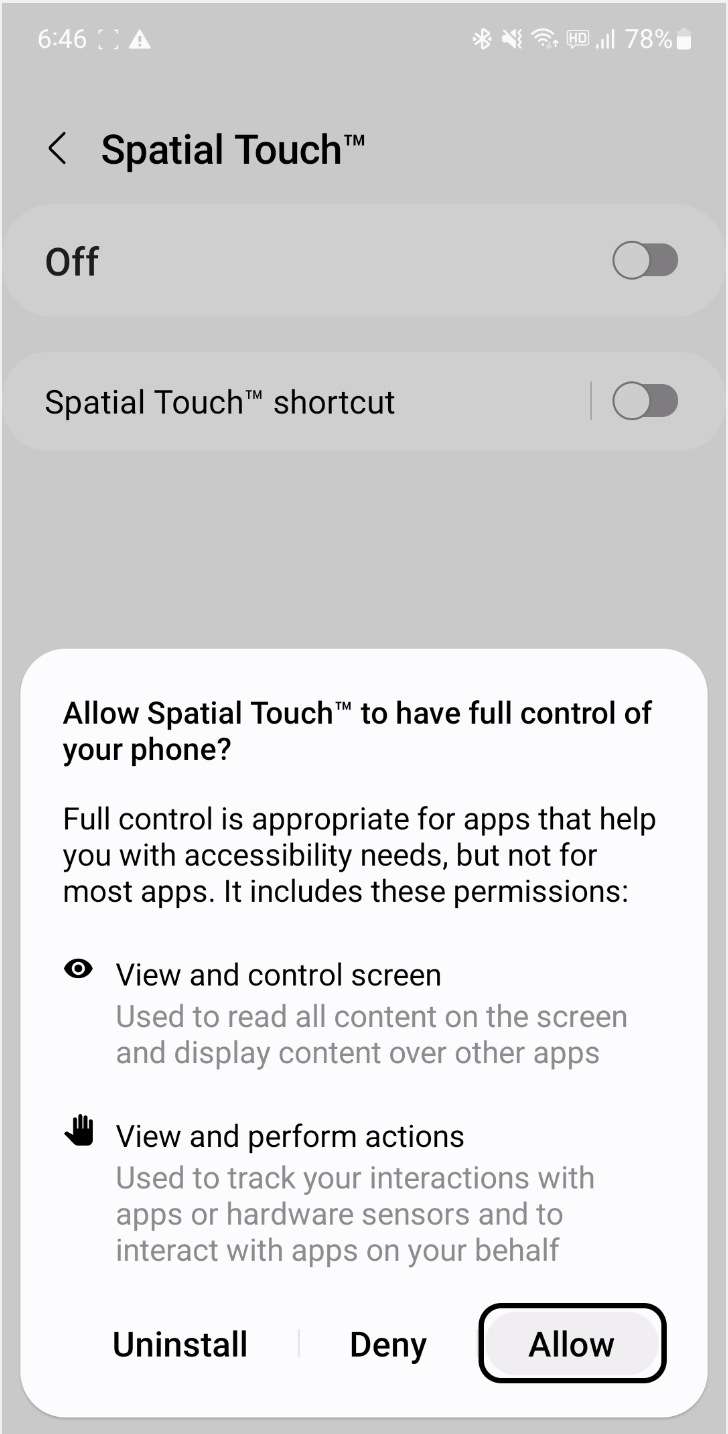 6:46 HD 78%
Spatial Touch™
Off
Spatial Touch™ shortcut
Allow Spatial Touch™ to have full control of
your phone?
Full control is appropriate for apps that help
you with accessibility needs, but not for
most apps. It includes these permissions:
View and control screen
Used to read all content on the screen
and display content over other apps
View and perform actions
Used to track your interactions with
apps or hardware sensors and to
interact with apps on your behalf
Uninstall Deny Allow